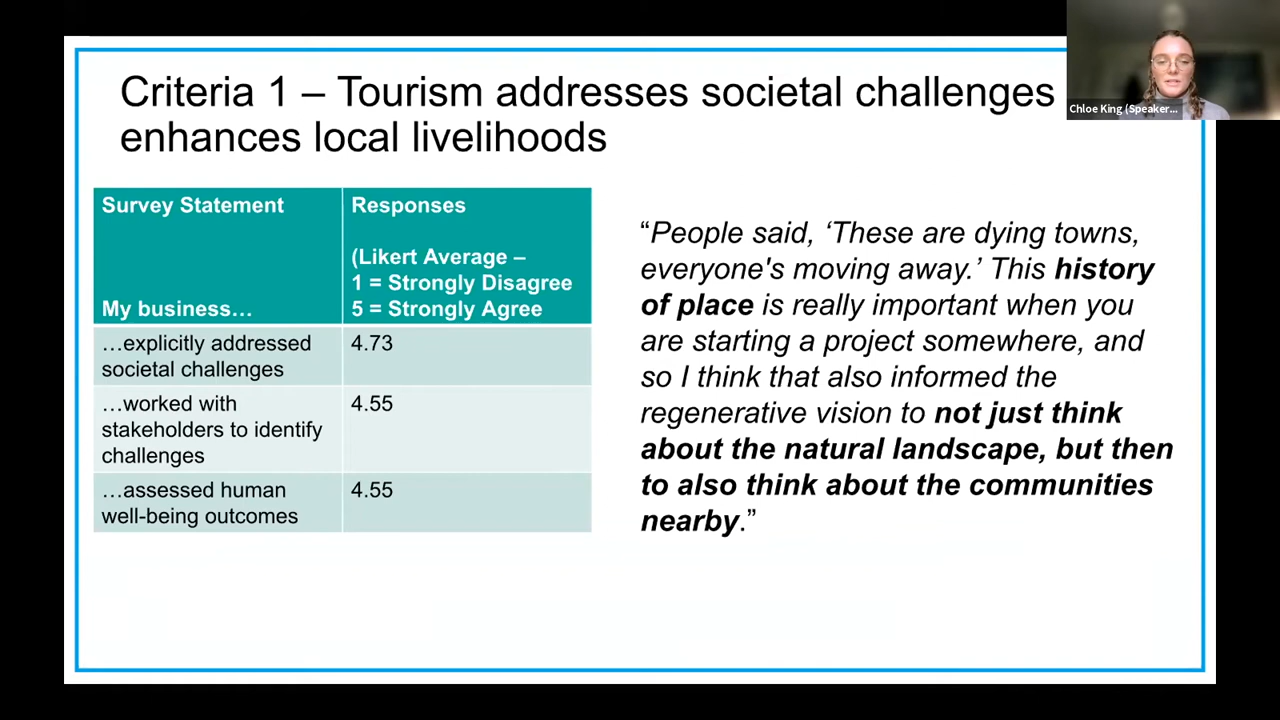 Criteria 1 – Tourism addresses societal challenges
enhances local livelihoods
Chloe King (Speaker...
Survey Statement
My business…
Responses
(Likert Average –
1 = Strongly Disagree
5 = Strongly Agree
…explicitly addressed
societal challenges
4.73
…worked with
stakeholders to identify
challenges
4.55
…assessed human
well-being outcomes
4.55
“People said, ‘These are dying towns,
everyone's moving away.’ This history
of place is really important when you
are starting a project somewhere, and
so I think that also informed the
regenerative vision to not just think
about the natural landscape, but then
to also think about the communities
nearby.”